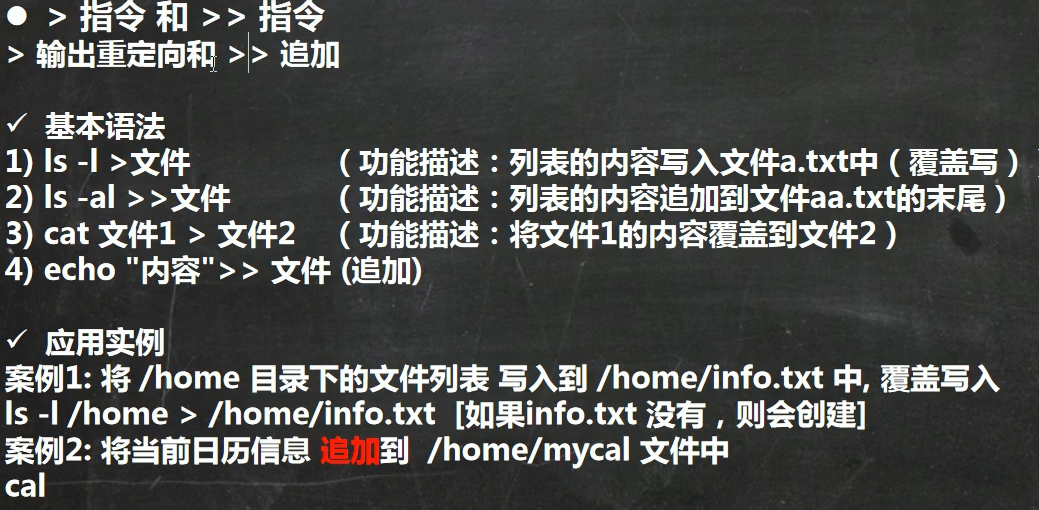 ● > 指令 和 >> 指令
> 输出重定向和 >> 追加
✓ 基本语法
1) ls -l >文件 （功能描述：列表的内容写入文件a.txt中（覆盖写））
2) ls -al >>文件 （功能描述：列表的内容追加到文件aa.txt的末尾）
3) cat 文件1 > 文件2 （功能描述：将文件1的内容覆盖到文件2）
4) echo "内容">> 文件 (追加)
✓ 应用实例
案例1: 将 /home 目录下的文件列表 写入到 /home/info.txt 中, 覆盖写入
ls -l /home > /home/info.txt [如果info.txt 没有，则会创建]
案例2: 将当前日历信息 追加到 /home/mycal 文件中
cal